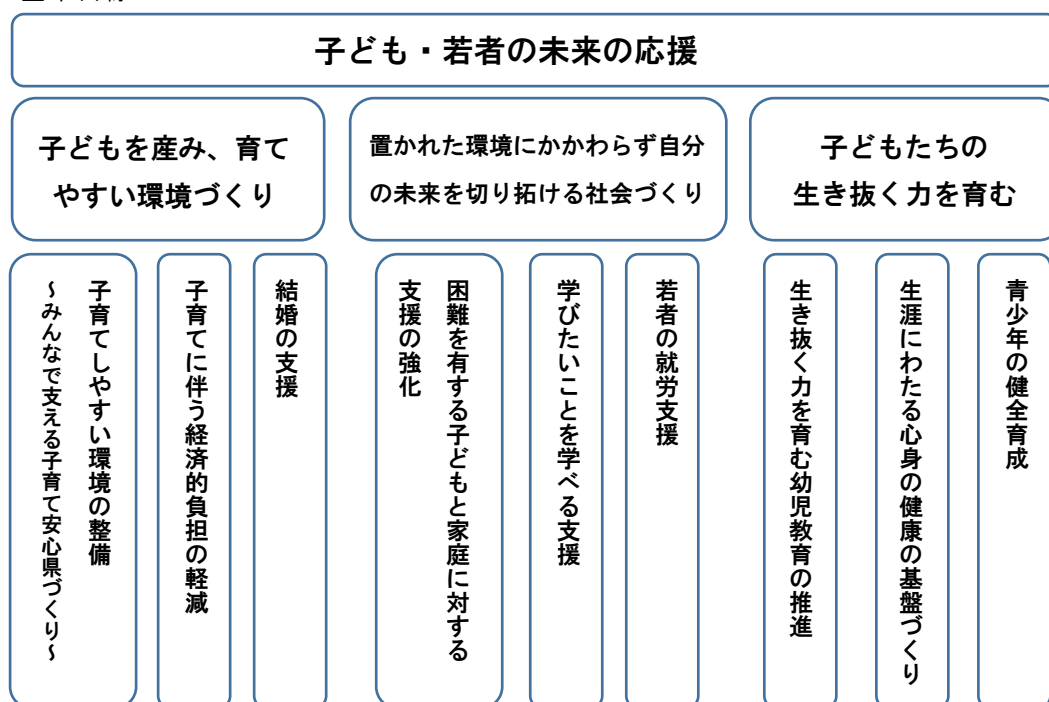 子ども・若者の未来の応援
子どもを産み、育て
やすい環境づくり
置かれた環境にかかわらず自分
の未来を切り拓ける社会づくり
子どもたちの
生き抜く力を育む
子育てしやすい環境の整備
～みんなで支える子育て安心県づくり～
子育てに伴う経済的負担の軽減
結婚の支援
困難を有する子どもと家庭に対する
支援の強化
学びたいことを学べる支援
若者の就労支援
生き抜く力を育む幼児教育の推進
生涯にわたる心身の健康の基盤づくり
青少年の健全育成